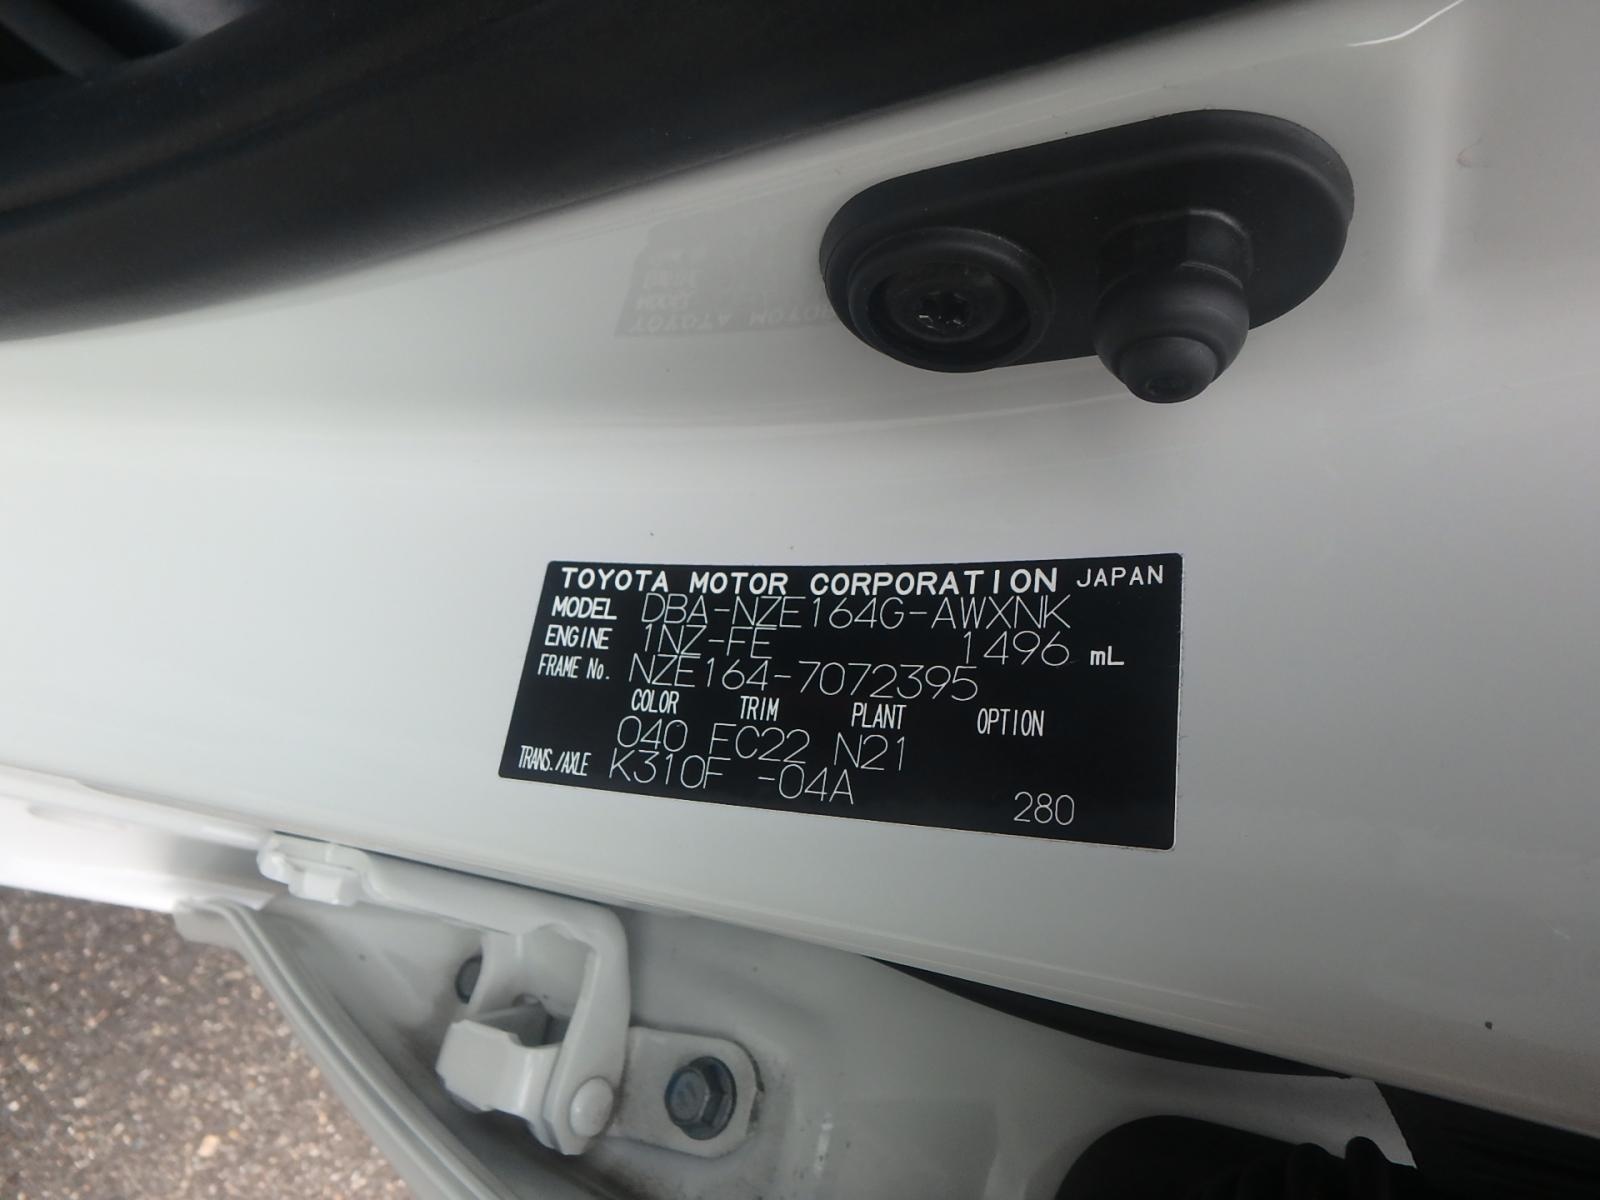 TOYOTA MOTOR CORPORATION JAPAN
MODEL DBA-NZE164G-AWXNK
ENGINE 1NZ-FE 1496 mL
FRAME No. NZE164-7072395
COLOR TRIM PLANT OPTION
040 FC22 N21
TRANS./AXLE K310F -04A
280